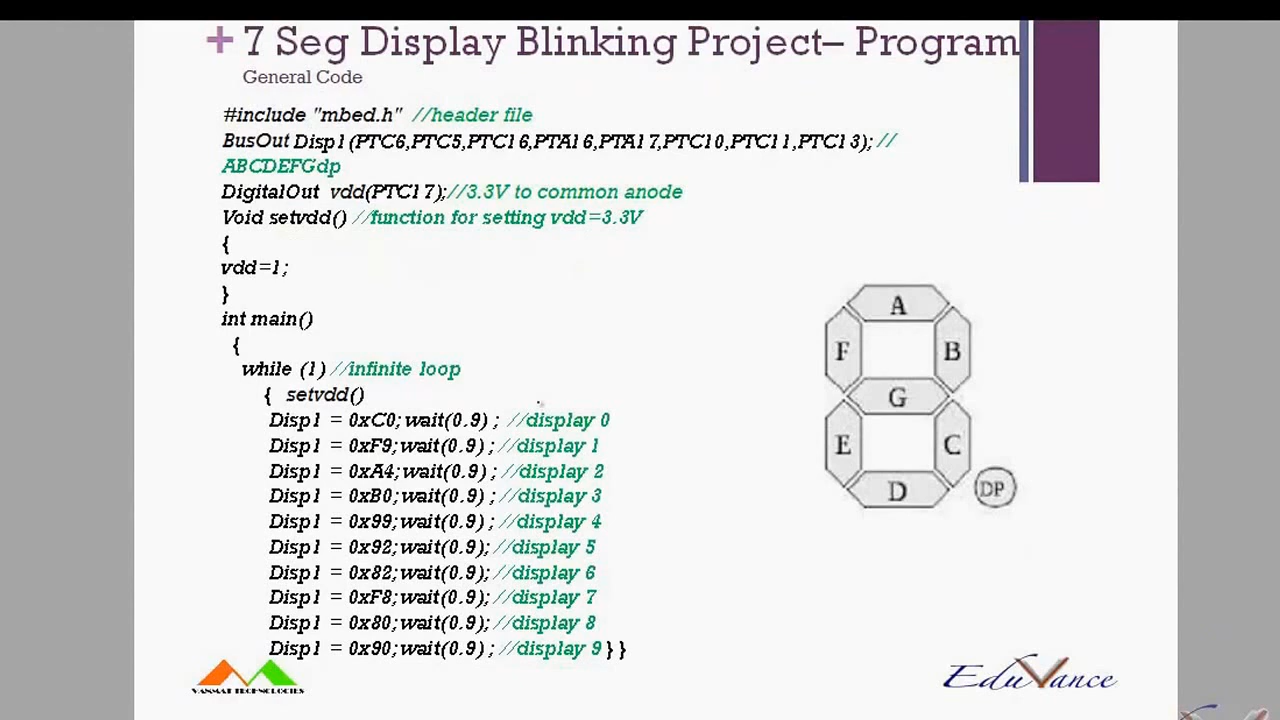 + 7 Seg Display Blinking Project– Program
General Code
#include "mbed.h" //header file
BusOut Disp1(PTC6,PTC5,PTC16,PTA16,PTA17,PTC10,PTC11,PTC13); //
ABCDEFGdp
DigitalOut vdd(PTC17);//3.3V to common anode
Void setvdd() //function for setting vdd=3.3V
{
vdd=1;
}
int main()
{
while (1) //infinite loop
{ setvdd()
Disp1 = 0xC0;wait(0.9) ; //display 0
Disp1 = 0xF9;wait(0.9) ; //display 1
Disp1 = 0xA4;wait(0.9) ; //display 2
Disp1 = 0xB0;wait(0.9) ; //display 3
Disp1 = 0x99;wait(0.9) ; //display 4
Disp1 = 0x92;wait(0.9); //display 5
Disp1 = 0x82;wait(0.9); //display 6
Disp1 = 0xF8;wait(0.9); //display 7
Disp1 = 0x80;wait(0.9); //display 8
Disp1 = 0x90;wait(0.9) ; //display 9 } }
A
F B
G
E C
D DP
VANMAT TECHNOLOGIES
EduVance